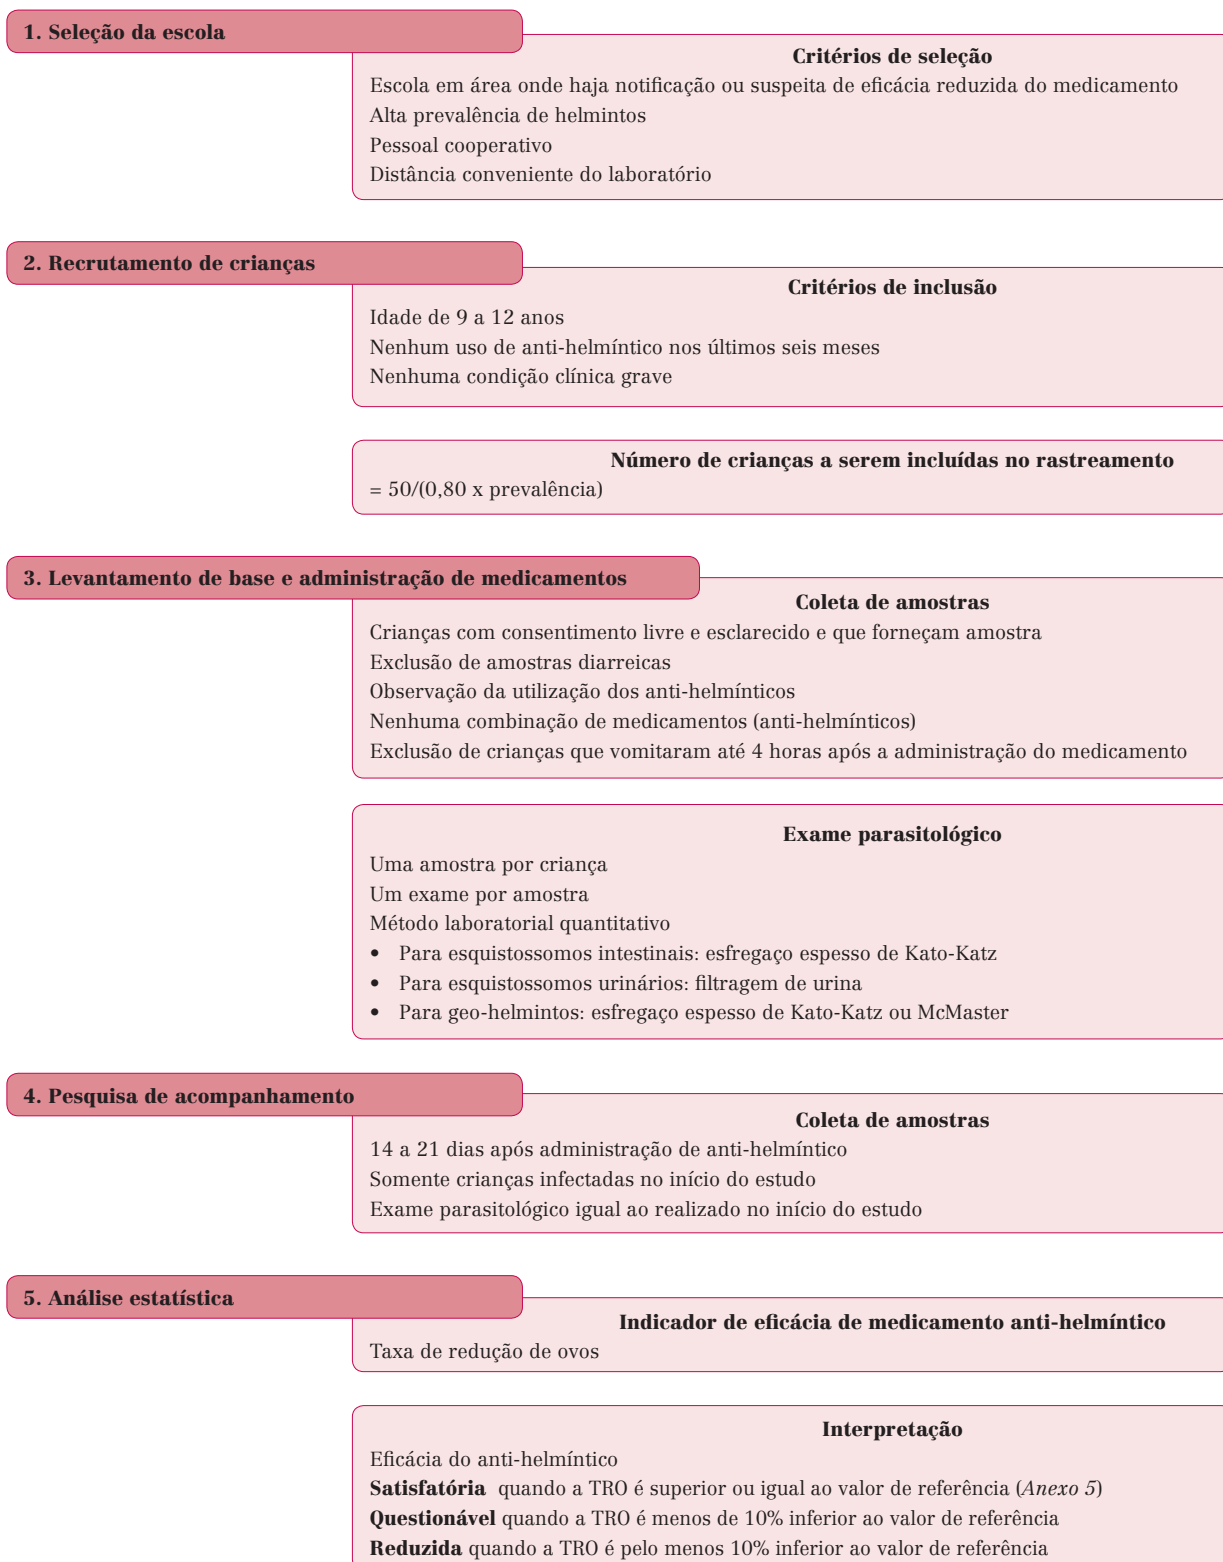 1. Seleção da escola
Critérios de seleção
Escola em área onde haja notificação ou suspeita de eficácia reduzida do medicamento
Alta prevalência de helmintos
Pessoal cooperativo
Distância conveniente do laboratório
2. Recrutamento de crianças
Critérios de inclusão
Idade de 9 a 12 anos
Nenhum uso de anti-helmíntico nos últimos seis meses
Nenhuma condição clínica grave
Número de crianças a serem incluídas no rastreamento
= 50/(0,80 x prevalência)
3. Levantamento de base e administração de medicamentos
Coleta de amostras
Crianças com consentimento livre e esclarecido e que forneçam amostra
Exclusão de amostras diarreicas
Observação da utilização dos anti-helmínticos
Nenhuma combinação de medicamentos (anti-helmínticos)
Exclusão de crianças que vomitaram até 4 horas após a administração do medicamento
Exame parasitológico
Uma amostra por criança
Um exame por amostra
Método laboratorial quantitativo
• Para esquistossomos intestinais: esfregaço espesso de Kato-Katz
• Para esquistossomos urinários: filtragem de urina
• Para geo-helmintos: esfregaço espesso de Kato-Katz ou McMaster
4. Pesquisa de acompanhamento
Coleta de amostras
14 a 21 dias após administração de anti-helmíntico
Somente crianças infectadas no início do estudo
Exame parasitológico igual ao realizado no início do estudo
5. Análise estatística
Indicador de eficácia de medicamento anti-helmíntico
Taxa de redução de ovos
Interpretação
Eficácia do anti-helmíntico
Satisfatória quando a TRO é superior ou igual ao valor de referência (Anexo 5)
Questionável quando a TRO é menos de 10% inferior ao valor de referência
Reduzida quando a TRO é pelo menos 10% inferior ao valor de referência